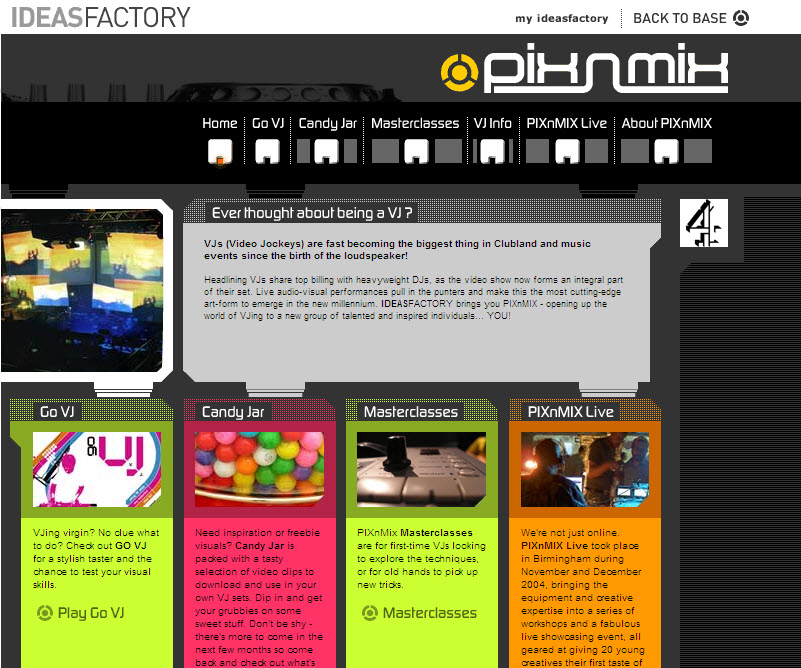 IDEASFACTORY
my ideasfactory
BACK TO BASE
pixnmix
Home
Go VJ
Candy Jar
Masterclasses
VJ Info
PIXnMIX Live
About PIXnMIX
Ever thought about being a VJ ?
VJs (Video Jockeys) are fast becoming the biggest thing in Clubland and music
events since the birth of the loudspeaker!
Headlining VJs share top billing with heavyweight DJs, as the video show now forms an integral part
of their set. Live audio-visual performances pull in the punters and make this the most cutting-edge
art-form to emerge in the new millennium. IDEASFACTORY brings you PIXnMIX - opening up the
world of VJing to a new group of talented and inspired individuals... YOU!
4
Go VJ
VJ
VJing virgin? No clue what
to do? Check out GO VJ
for a stylish taster and the
chance to test your visual
skills.
Play Go VJ
Candy Jar
Need inspiration or freebie
visuals? Candy Jar is
packed with a tasty
selection of video clips to
download and use in your
own VJ sets. Dip in and get
your grubbies on some
sweet stuff. Don't be shy -
there's more to come in the
next few months so come
back and check out what's
Masterclasses
PIXnMix Masterclasses
are for first-time VJs looking
to explore the techniques,
or for old hands to pick up
new tricks.
Masterclasses
PIXnMIX Live
We're not just online.
PIXnMIX Live took place
in Birmingham during
November and December
2004, bringing the
equipment and creative
expertise into a series of
workshops and a fabulous
live showcasing event, all
geared at giving 20 young
creatives their first taste of